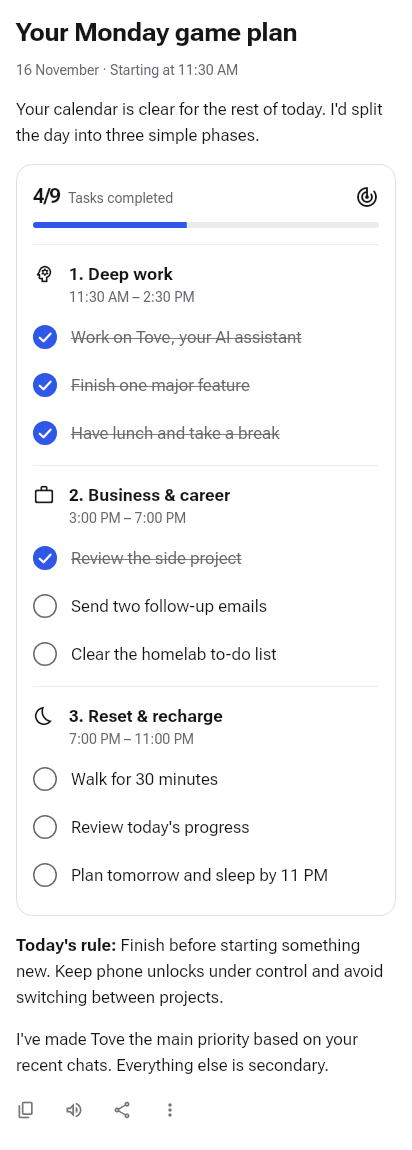 Your Monday game plan
16 November · Starting at 11:30 AM
Your calendar is clear for the rest of today. I'd split
the day into three simple phases.
4/9 Tasks completed
1. Deep work
11:30 AM – 2:30 PM
Work on Tove, your AI assistant
Finish one major feature
Have lunch and take a break
2. Business & career
3:00 PM – 7:00 PM
Review the side project
Send two follow-up emails
Clear the homelab to-do list
3. Reset & recharge
7:00 PM – 11:00 PM
Walk for 30 minutes
Review today's progress
Plan tomorrow and sleep by 11 PM
Today's rule: Finish before starting something
new. Keep phone unlocks under control and avoid
switching between projects.
I've made Tove the main priority based on your
recent chats. Everything else is secondary.